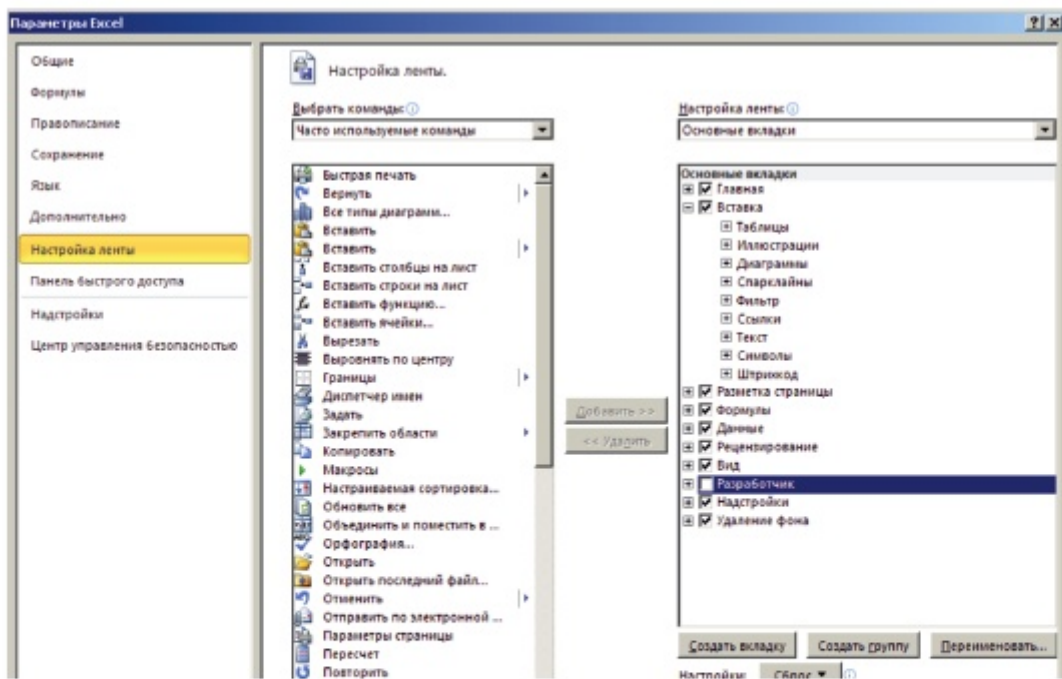 Параметры Excel
Общие
Формулы
Правописание
Сохранение
Язык
Дополнительно
Настройка ленты
Панель быстрого доступа
Надстройки
Центр управления безопасностью
Настройка ленты.
Выбрать команды:
Часто используемые команды
Быстрая печать
Вернуть
Все типы диаграмм...
Вставить
Вставить
Вставить столбцы на лист
Вставить строки на лист
Вставить функцию...
Вставить ячейки...
Вырезать
Выровнять по центру
Границы
Диспетчер имен
Задать
Закрепить области
Копировать
Макросы
Настраиваемая сортировка...
Обновить все
Объединить и поместить в ...
Орфография...
Открыть
Открыть последний файл...
Отменить
Отправить по электронной ...
Параметры страницы
Пересчет
Повторить
Добавить >>
<< Удалить
Настройка ленты:
Основные вкладки
Основные вкладки
Главная
Вставка
Таблицы
Иллюстрации
Диаграммы
Спарклайны
Фильтр
Ссылки
Текст
Символы
Штрихкод
Разметка страницы
Формулы
Данные
Рецензирование
Вид
Разработчик
Надстройки
Удаление фона
Создать вкладку Создать группу Переименовать...
Настройки: Сброс